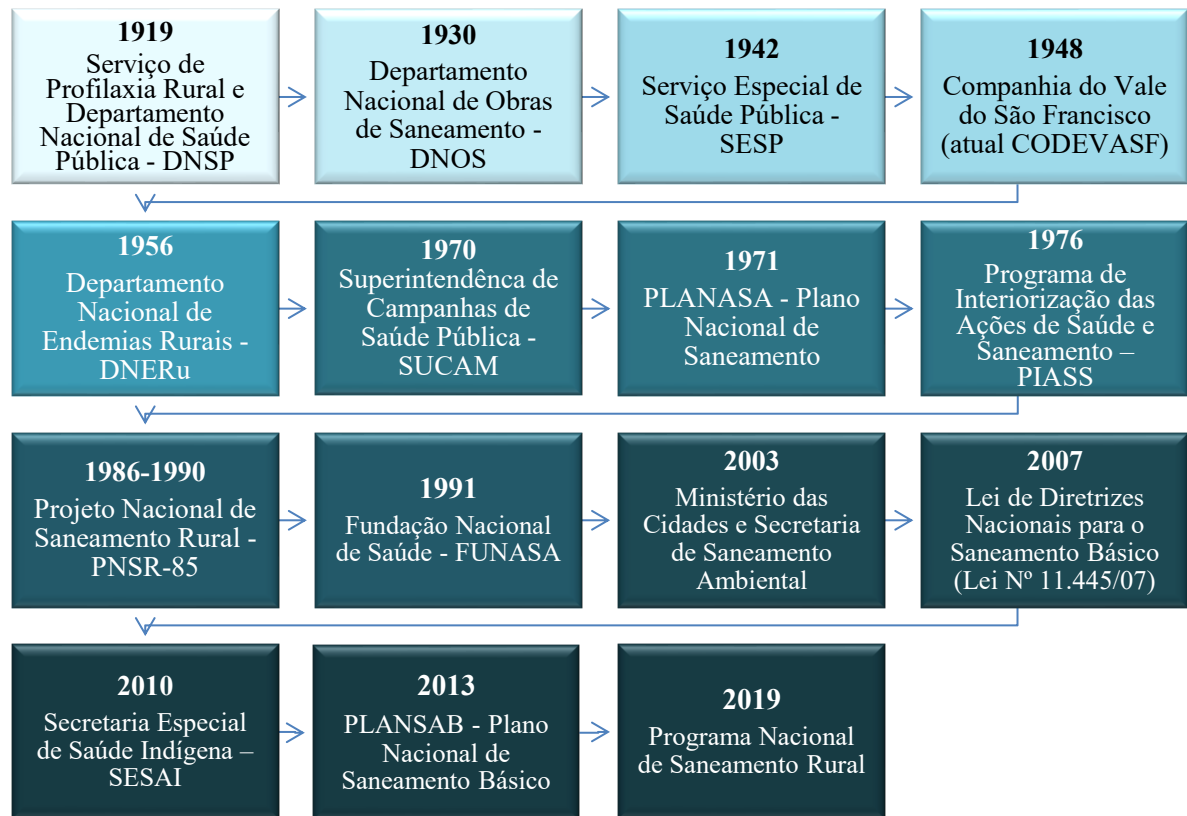 1919
Serviço de
Profilaxia Rural e
Departamento
Nacional de Saúde
Pública - DNSP
1930
Departamento
Nacional de Obras
de Saneamento -
DNOS
1942
Serviço Especial de
Saúde Pública -
SESP
1948
Companhia do Vale
do São Francisco
(atual CODEVASF)
1956
Departamento
Nacional de
Endemias Rurais -
DNERu
1970
Superintendênca de
Campanhas de
Saúde Pública -
SUCAM
1971
PLANASA - Plano
Nacional de
Saneamento
1976
Programa de
Interiorização das
Ações de Saúde e
Saneamento –
PIASS
1986-1990
Projeto Nacional de
Saneamento Rural -
PNSR-85
1991
Fundação Nacional
de Saúde - FUNASA
2003
Ministério das
Cidades e Secretaria
de Saneamento
Ambiental
2007
Lei de Diretrizes
Nacionais para o
Saneamento Básico
(Lei Nº 11.445/07)
2010
Secretaria Especial
de Saúde Indígena –
SESAI
2013
PLANSAB - Plano
Nacional de
Saneamento Básico
2019
Programa Nacional
de Saneamento Rural